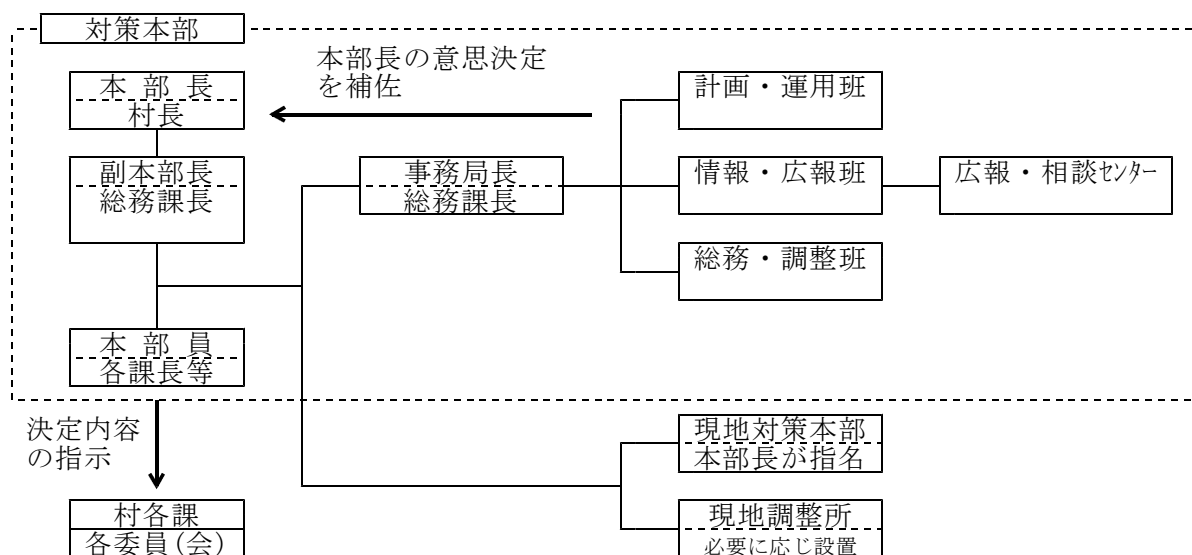 対策本部
本部長の意思決定
を補佐
本 部 長
村長
計画・運用班
副本部長
総務課長
事務局長
総務課長
情報・広報班
広報・相談ｾﾝﾀｰ
総務・調整班
本 部 員
各課長等
決定内容
の指示
現地対策本部
本部長が指名
村各課
各委員(会)
現地調整所
必要に応じ設置